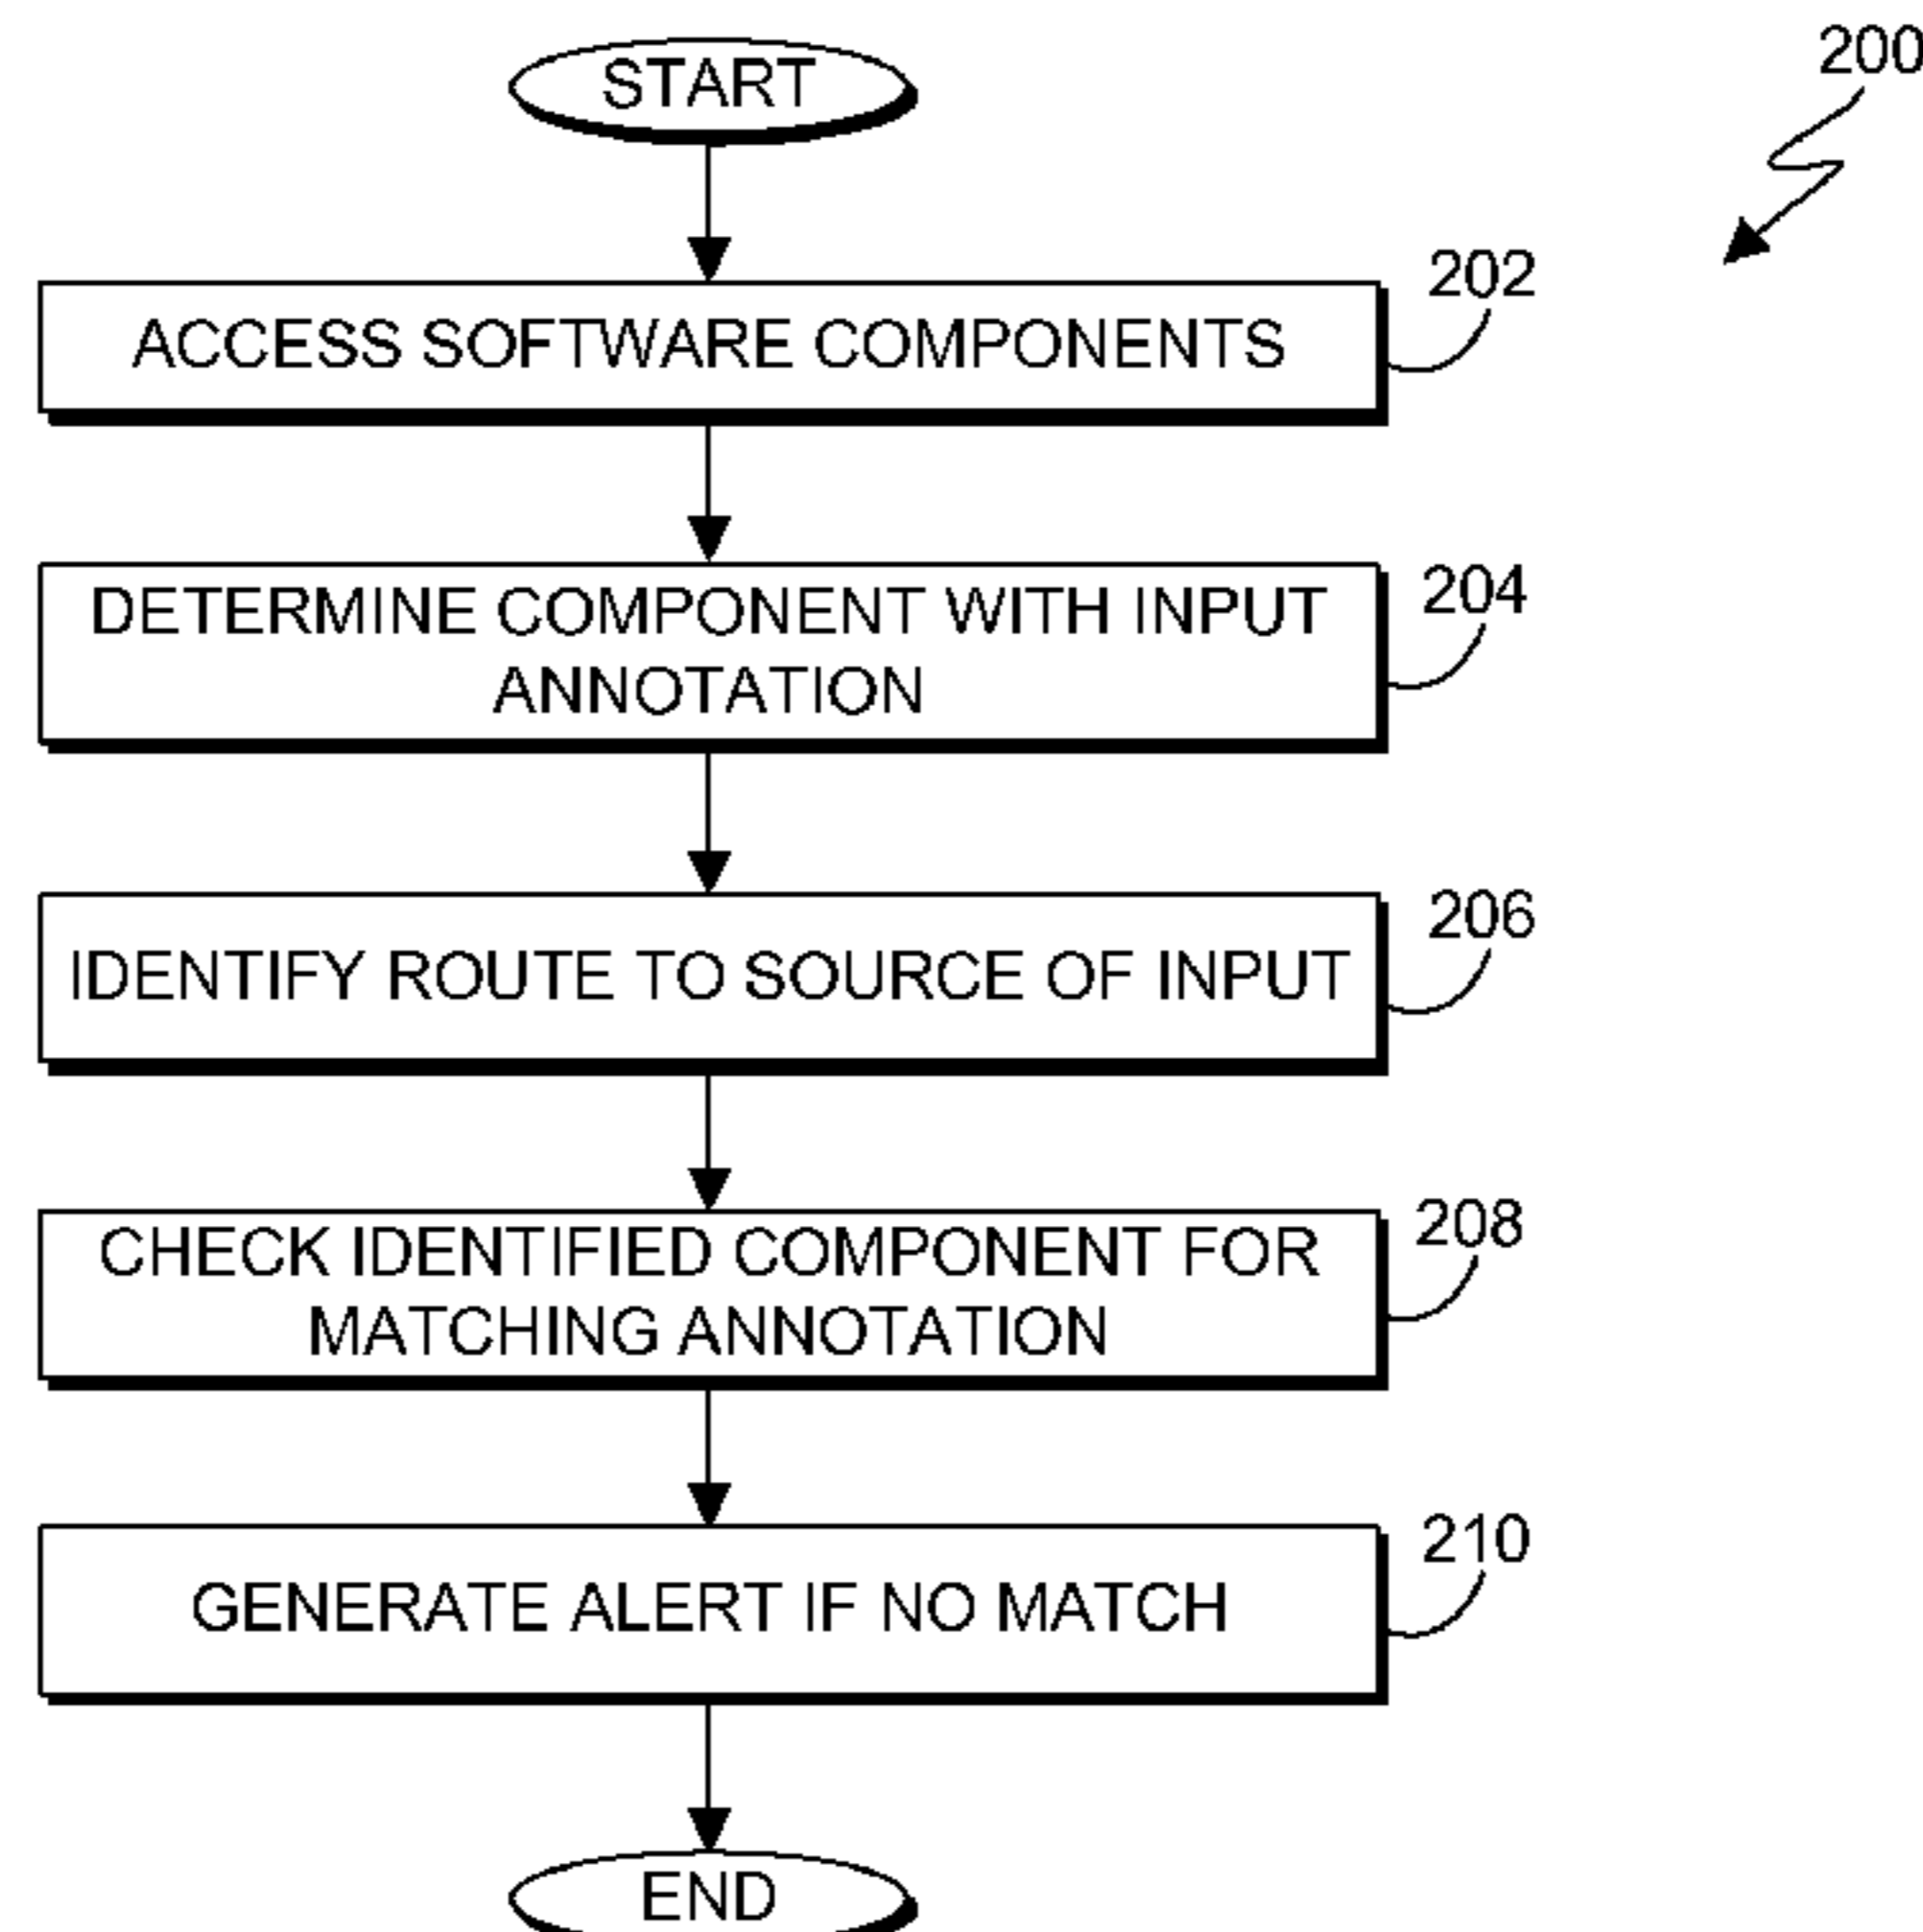 START
200
ACCESS SOFTWARE COMPONENTS
202
DETERMINE COMPONENT WITH INPUT
ANNOTATION
204
IDENTIFY ROUTE TO SOURCE OF INPUT
206
CHECK IDENTIFIED COMPONENT FOR
MATCHING ANNOTATION
208
GENERATE ALERT IF NO MATCH
210
END